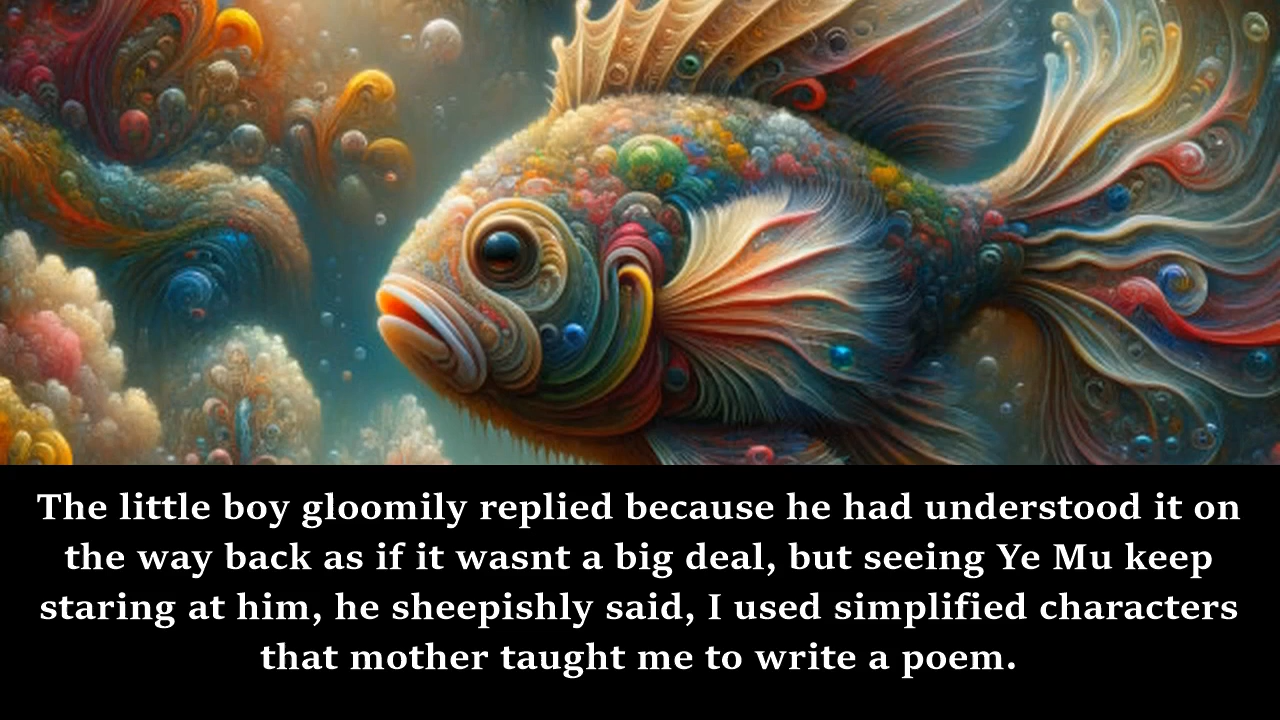 The little boy gloomily replied because he had understood it on
the way back as if it wasnt a big deal, but seeing Ye Mu keep
staring at him, he sheepishly said, I used simplified characters
that mother taught me to write a poem.